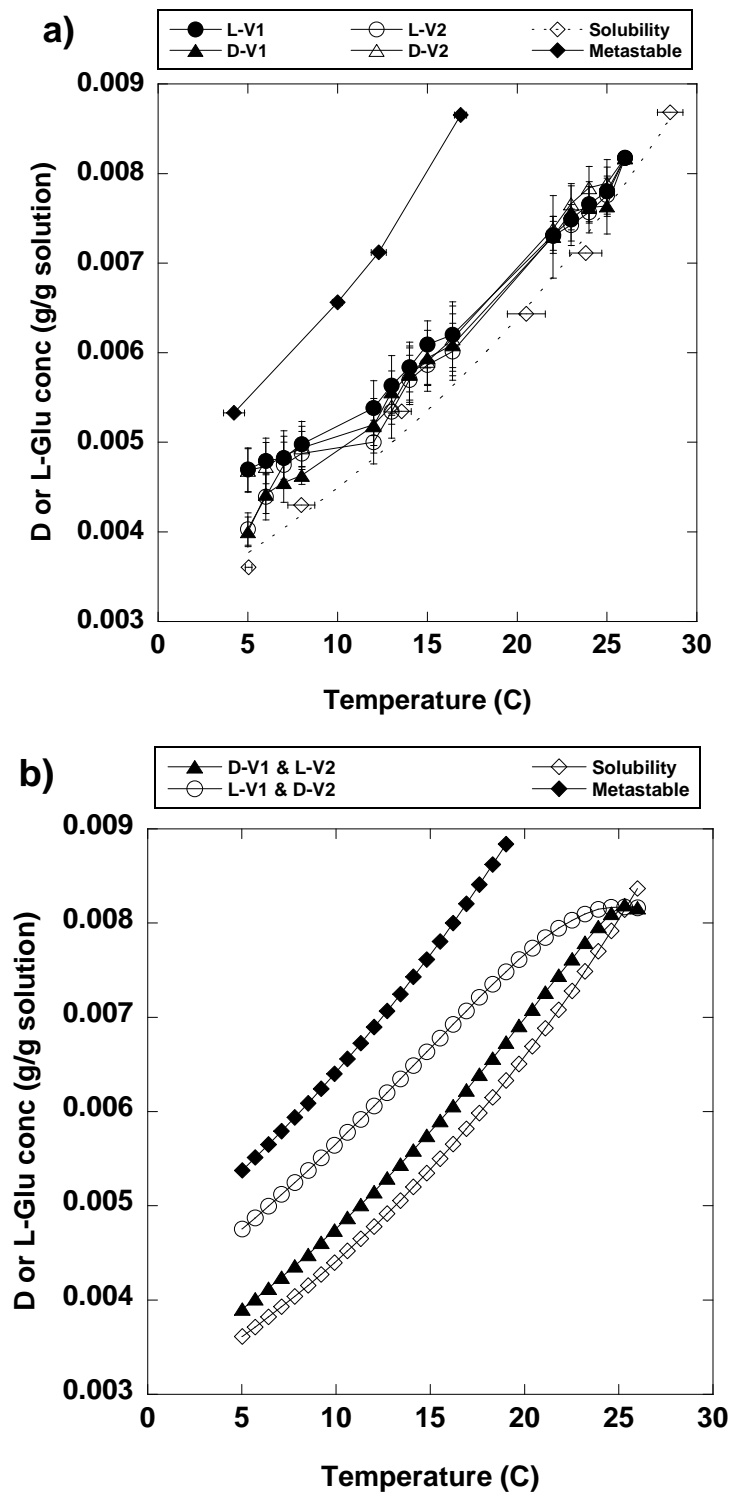 a)
L-V1 L-V2 Solubility
D-V1 D-V2 Metastable
0.009
0.008
0.007
0.006
0.005
0.004
0.003
D or L-Glu conc (g/g solution)
0 5 10 15 20 25 30
Temperature (C)
b)
D-V1 & L-V2 Solubility
L-V1 & D-V2 Metastable
0.009
0.008
0.007
0.006
0.005
0.004
0.003
D or L-Glu conc (g/g solution)
0 5 10 15 20 25 30
Temperature (C)